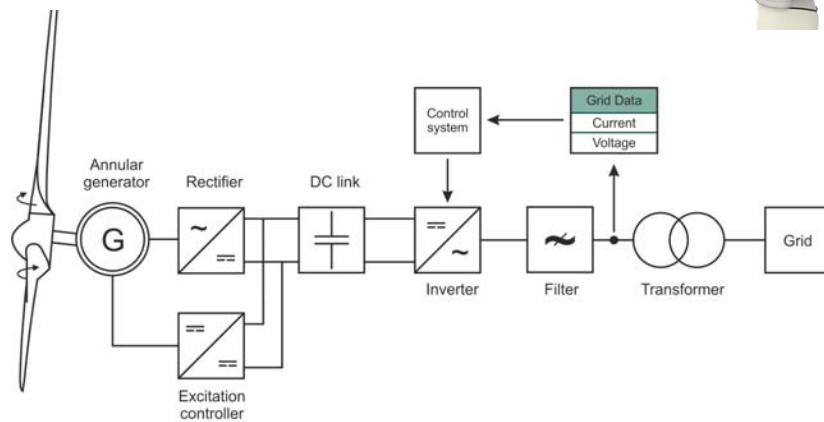 Grid Data
Current
Voltage
Control
system
Annular
generator
Rectifier
DC link
G
Grid
Inverter
Filter
Transformer
Excitation
controller